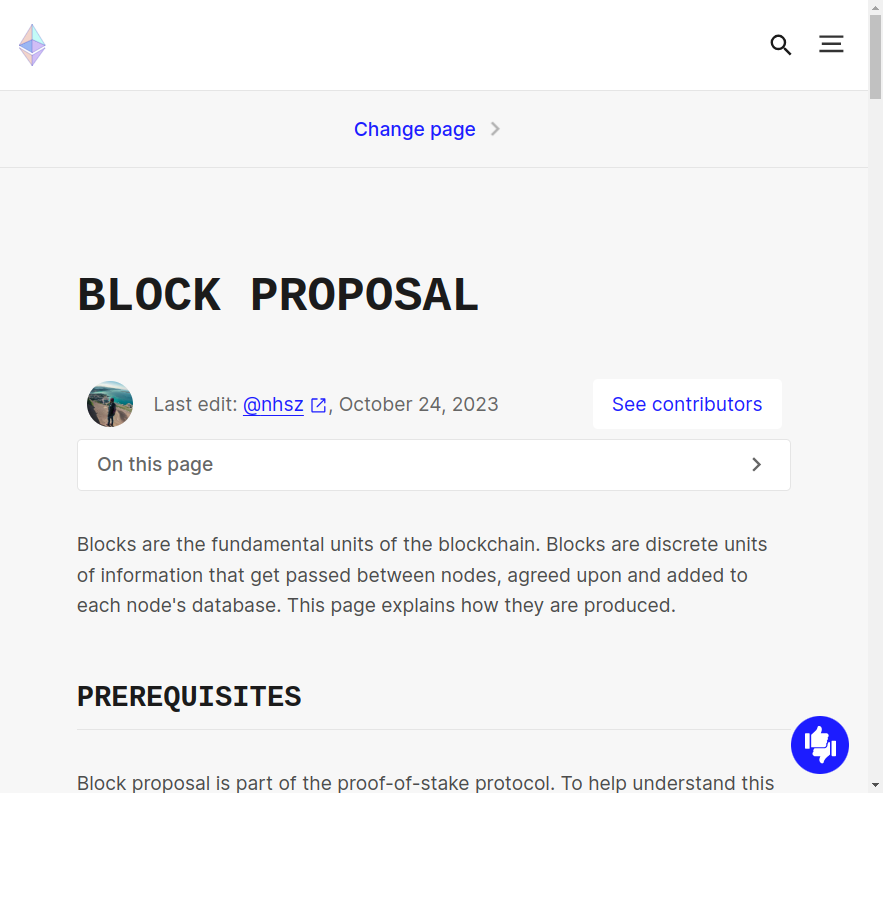 Change page
BLOCK PROPOSAL
Last edit: @nhsz, October 24, 2023
See contributors
On this page
Blocks are the fundamental units of the blockchain. Blocks are discrete units
of information that get passed between nodes, agreed upon and added to
each node's database. This page explains how they are produced.
PREREQUISITES
Block proposal is part of the proof-of-stake protocol. To help understand this